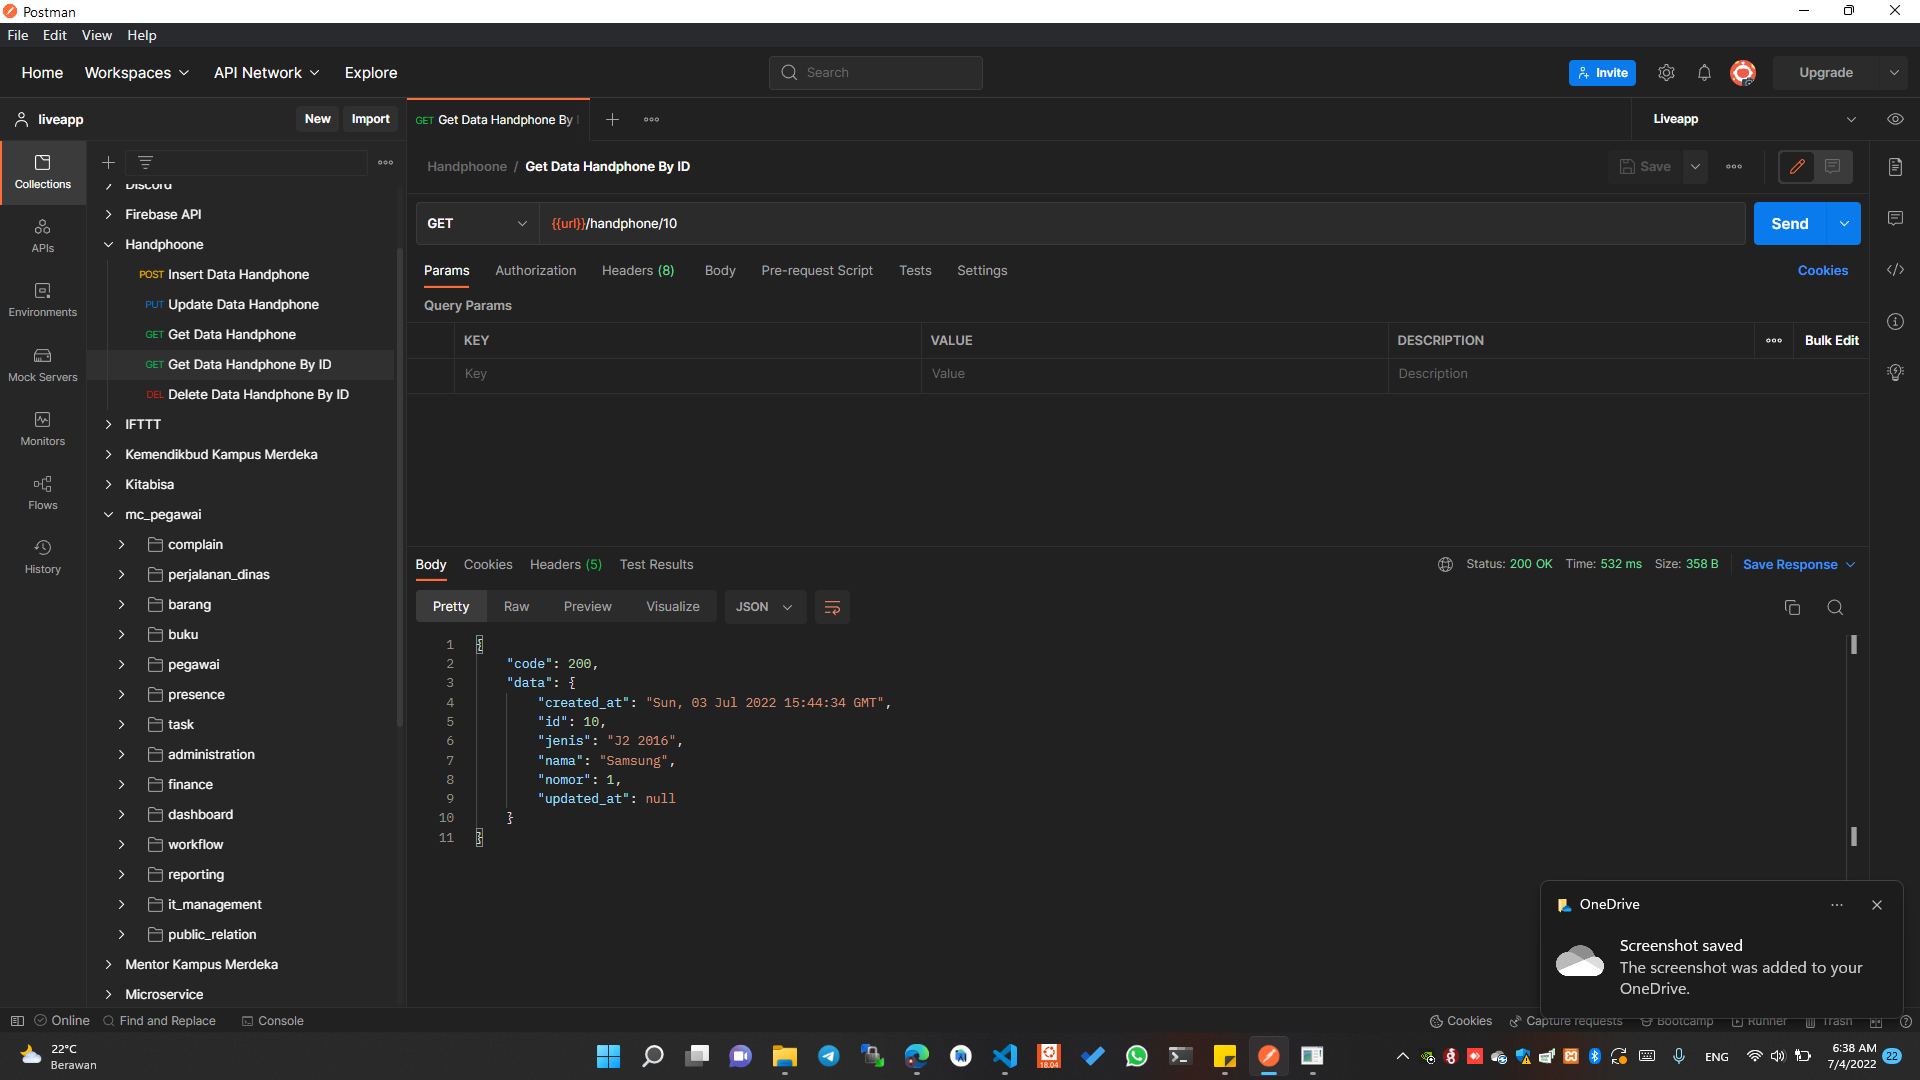 Postman
File Edit View Help
Home Workspaces API Network Explore Search Invite Upgrade
liveapp New Import GET Get Data Handphone By Liveapp
Handphoone / Get Data Handphone By ID Save
GET {{url}}/handphone/10 Send
Params Authorization Headers (8) Body Pre-request Script Tests Settings Cookies
Query Params
KEY VALUE DESCRIPTION Bulk Edit
Key Value Description
Collections
APIs
Environments
Mock Servers
Monitors
Flows
History
Discord
Firebase API
Handphoone
POST Insert Data Handphone
PUT Update Data Handphone
GET Get Data Handphone
GET Get Data Handphone By ID
DEL Delete Data Handphone By ID
IFTTT
Kemendikbud Kampus Merdeka
Kitabisa
mc_pegawai
complain
perjalanan_dinas
barang
buku
pegawai
presence
task
administration
finance
dashboard
workflow
reporting
it_management
public_relation
Mentor Kampus Merdeka
Microservice
Body Cookies Headers (5) Test Results Status: 200 OK Time: 532 ms Size: 358 B Save Response
Pretty Raw Preview Visualize JSON
1 {
2 "code": 200,
3 "data": {
4 "created_at": "Sun, 03 Jul 2022 15:44:34 GMT",
5 "id": 10,
6 "jenis": "J2 2016",
7 "nama": "Samsung",
8 "nomor": 1,
9 "updated_at": null
10 }
11 }
OneDrive
Screenshot saved
The screenshot was added to your
OneDrive.
Online Find and Replace Console Cookies Capture requests Bootcamp Runner Trash
22°C
Berawan
18.04
ENG
6:38 AM
7/4/2022
22